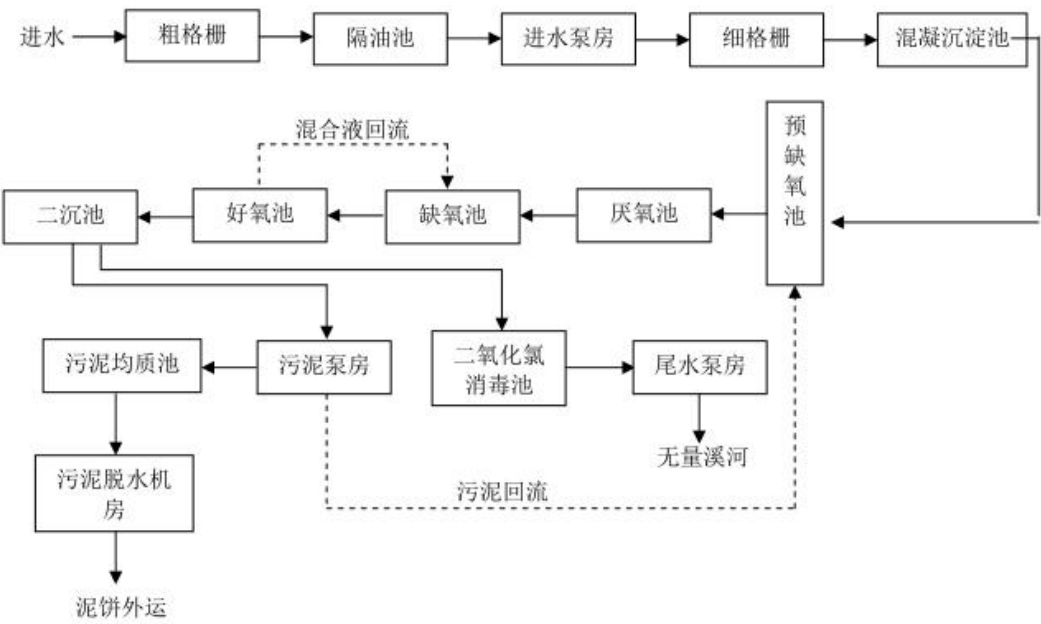 进水
粗格栅
隔油池
进水泵房
细格栅
混凝沉淀池
混合液回流
预
缺
氧
池
二沉池
好氧池
缺氧池
厌氧池
污泥均质池
污泥泵房
二氧化氯
消毒池
尾水泵房
无量溪河
污泥脱水机
房
污泥回流
泥饼外运